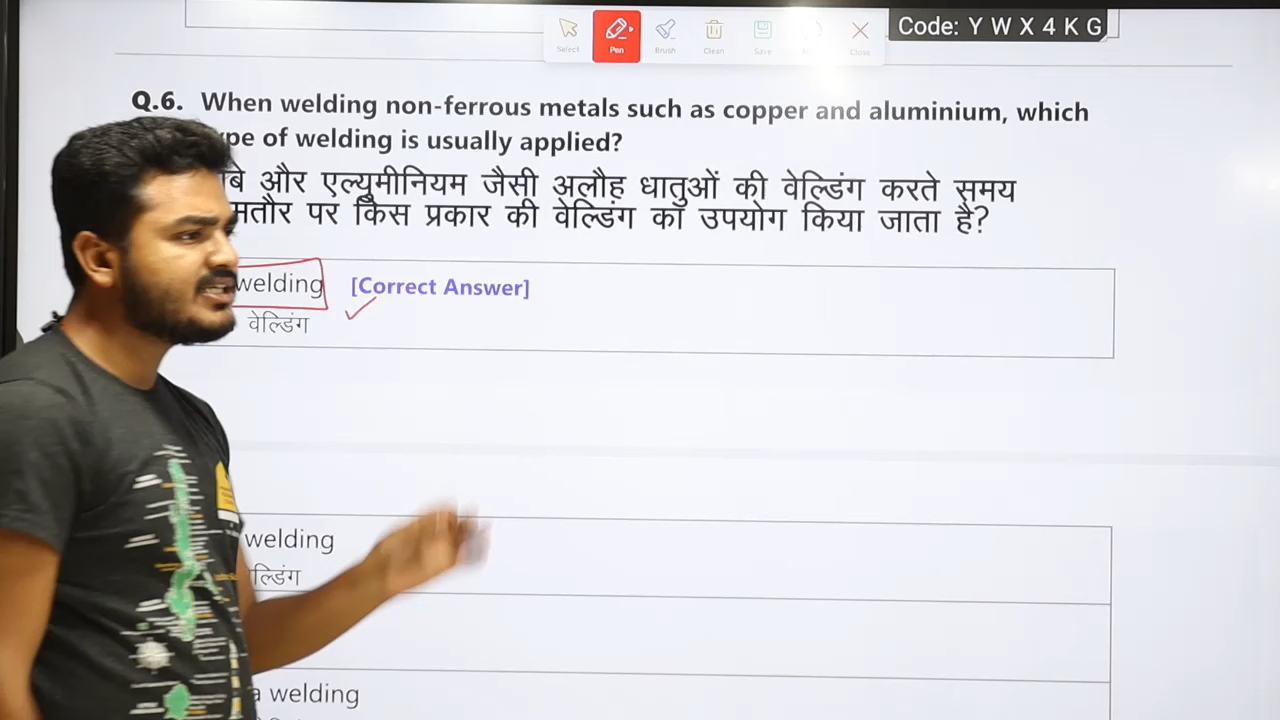 Select
Pen
Brush
Clean
Save
Close
Code: Y W X 4 K G
Q.6. When welding non-ferrous metals such as copper and aluminium, which
of welding is usually applied?
और एल्युमीनियम जैसी अलौह धातुओं की वेल्डिंग करते समय
पर किस प्रकार की वेल्डिंग का उपयोग किया जाता है?
welding [Correct Answer]
वेल्डिंग
welding
welding